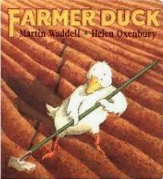 FARMER DUCK
Martin Waddell • Helen Oxenbury